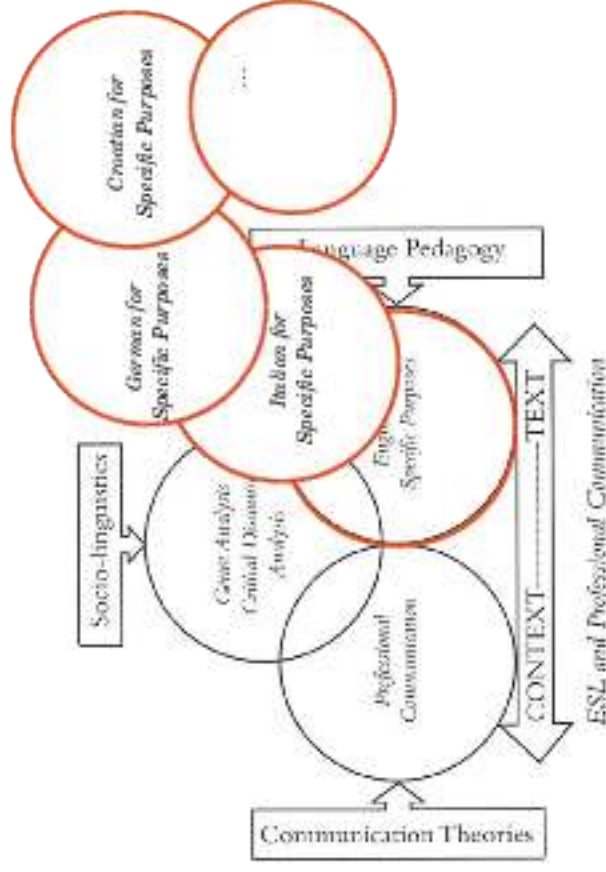 Croatian for
Specific Purposes
...
German for
Specific Purposes
Italian for
Specific Purposes
Language Pedagogy
Socio-linguistics
Genre Analysis
Critical Discourse
Analysis
Specific Purposes
Professional
Communication
Communication Theories
CONTEXT----------TEXT
ESL and Professional Communication